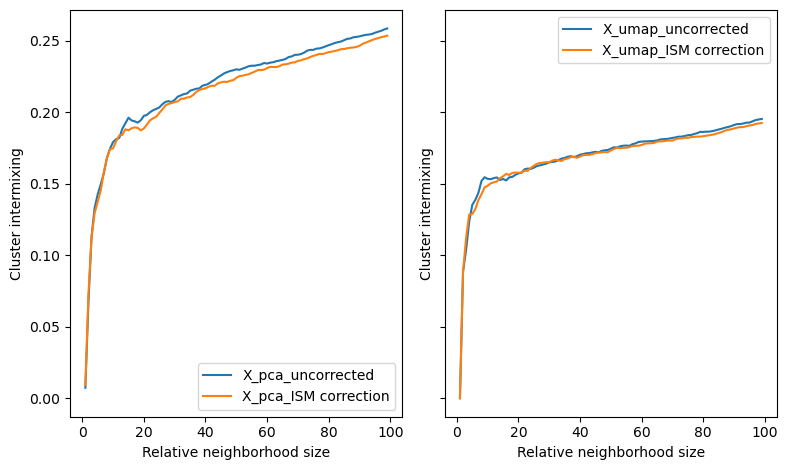 0.25
0.20
0.15
0.10
0.05
0.00
Cluster intermixing
0 20 40 60 80 100
Relative neighborhood size
X_pca_uncorrected
X_pca_ISM correction
Cluster intermixing
0 20 40 60 80 100
Relative neighborhood size
X_umap_uncorrected
X_umap_ISM correction